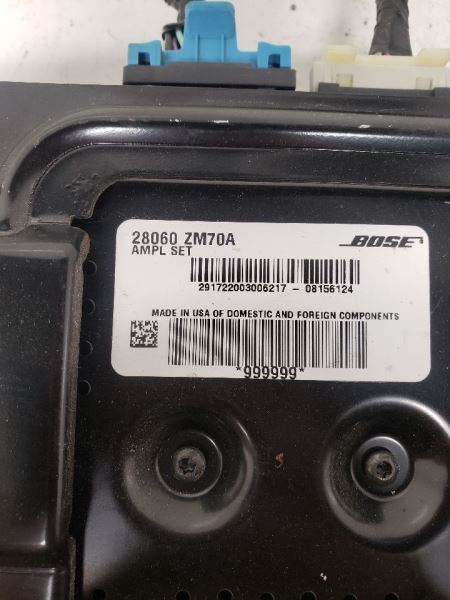 28060 ZM70A
BOSE
AMPL SET
291722003006217 - 08156124
MADE IN USA OF DOMESTIC AND FOREIGN COMPONENTS
*999999*